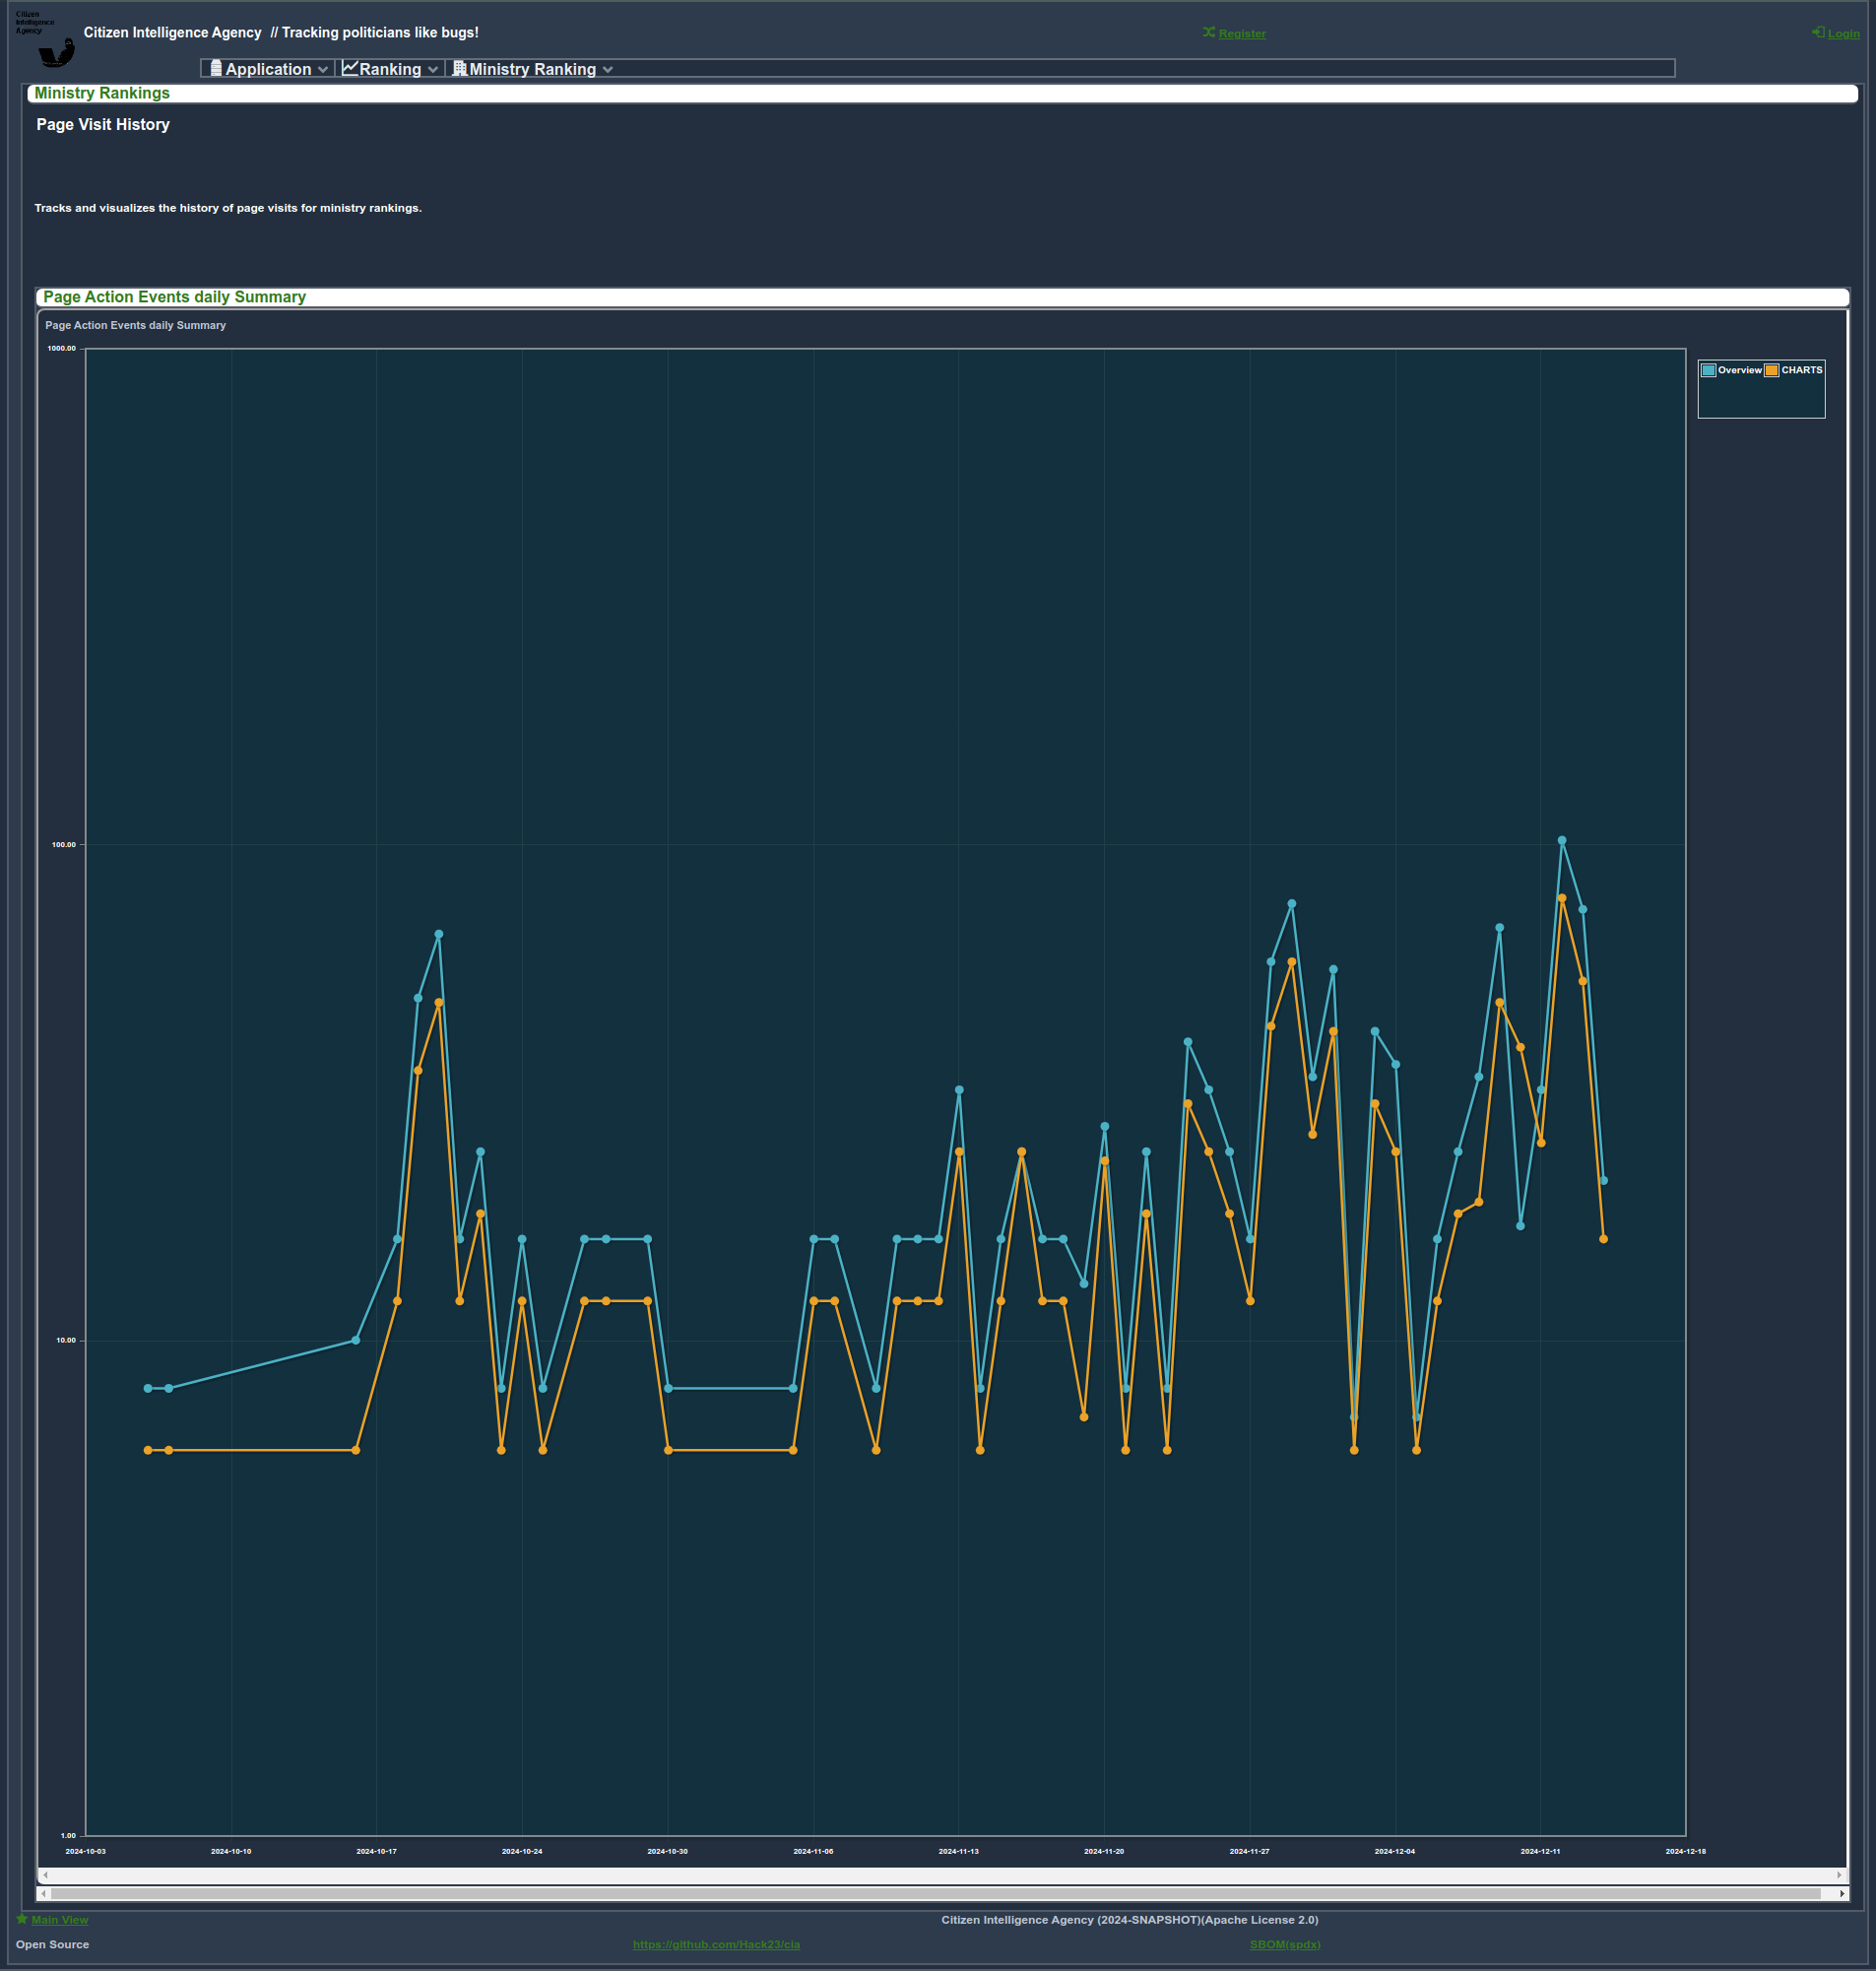 Citizen
Intelligence
Agency
Citizen Intelligence Agency // Tracking politicians like bugs!
Register
Login
Application
Ranking
Ministry Ranking
Ministry Rankings
Page Visit History
Tracks and visualizes the history of page visits for ministry rankings.
Page Action Events daily Summary
Page Action Events daily Summary
1000.00
Overview
CHARTS
100.00
10.00
1.00
2024-10-03
2024-10-10
2024-10-17
2024-10-24
2024-10-30
2024-11-06
2024-11-13
2024-11-20
2024-11-27
2024-12-04
2024-12-11
2024-12-18
Main View
Citizen Intelligence Agency (2024-SNAPSHOT)(Apache License 2.0)
Open Source
https://github.com/Hack23/cia
SBOM(spdx)